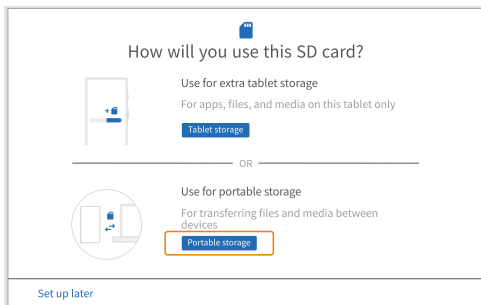 How will you use this SD card?
Use for extra tablet storage
For apps, files, and media on this tablet only
Tablet storage
OR
Use for portable storage
For transferring files and media between
devices
Portable storage
Set up later